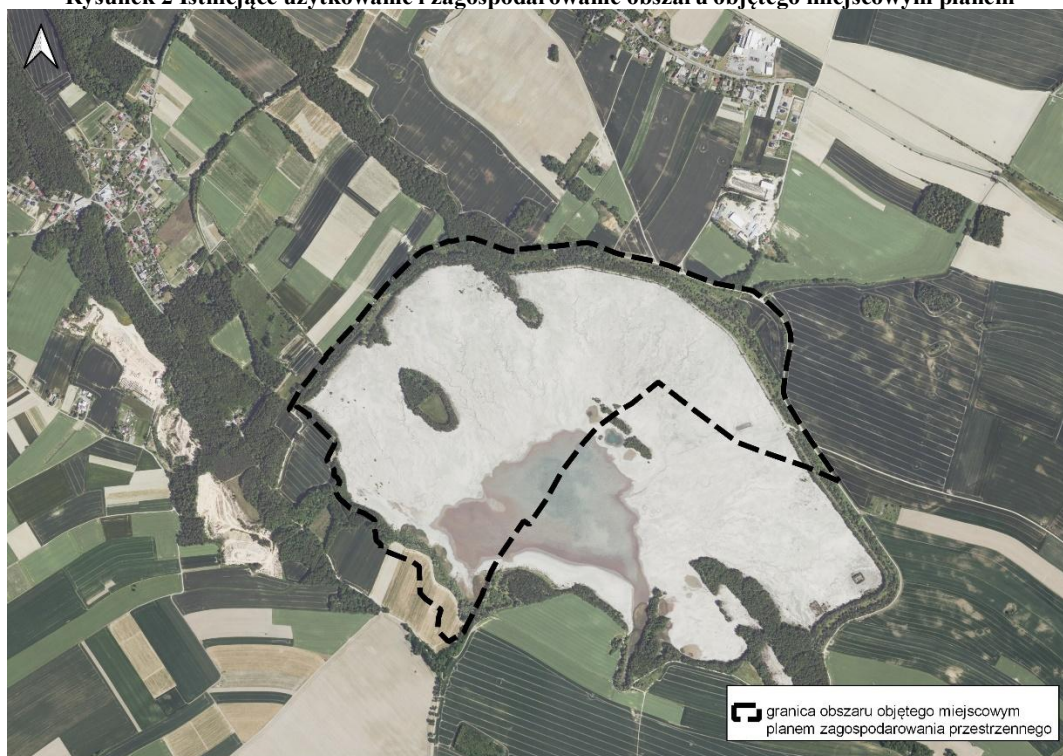 Rysunek 2 Istniejące użytkowanie i zagospodarowanie obszaru objętego miejscowym planem
granica obszaru objętego miejscowym
planem zagospodarowania przestrzennego